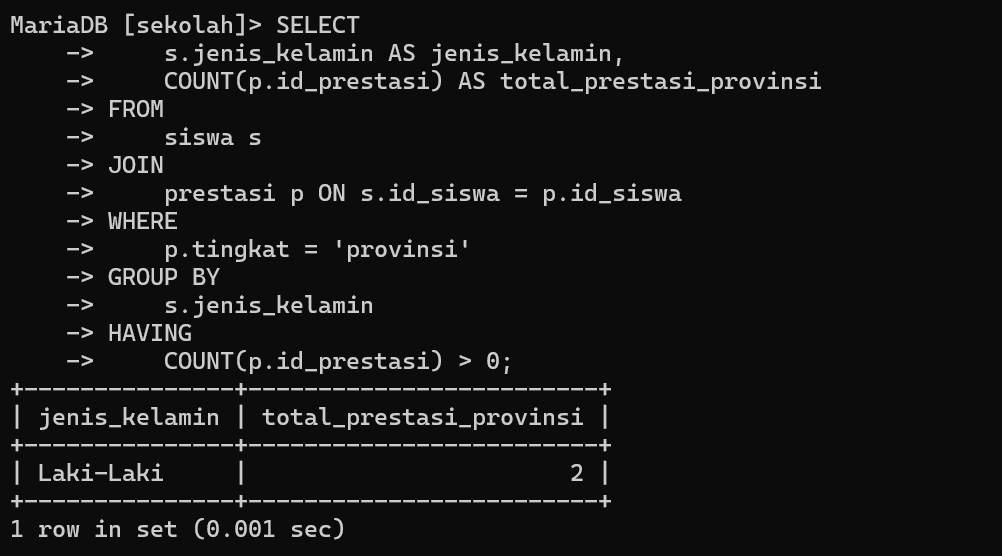 MariaDB [sekolah]> SELECT
    ->     s.jenis_kelamin AS jenis_kelamin,
    ->     COUNT(p.id_prestasi) AS total_prestasi_provinsi
    -> FROM
    ->     siswa s
    -> JOIN
    ->     prestasi p ON s.id_siswa = p.id_siswa
    -> WHERE
    ->     p.tingkat = 'provinsi'
    -> GROUP BY
    ->     s.jenis_kelamin
    -> HAVING
    ->     COUNT(p.id_prestasi) > 0;
+---------------+-------------------------+
| jenis_kelamin | total_prestasi_provinsi |
+---------------+-------------------------+
| Laki-Laki     |                       2 |
+---------------+-------------------------+
1 row in set (0.001 sec)